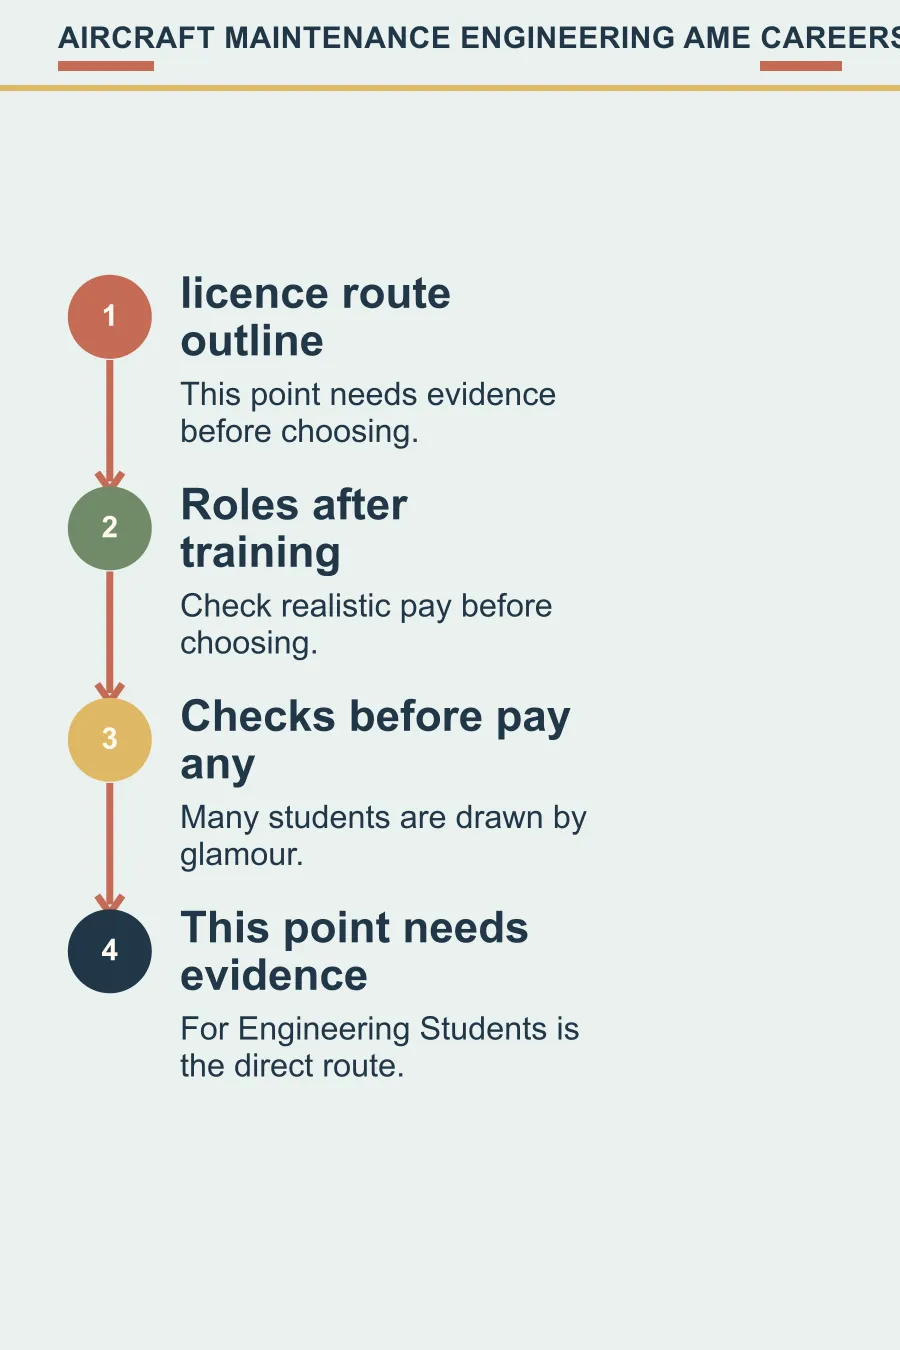 AIRCRAFT MAINTENANCE ENGINEERING AME CAREERS
1
licence route
outline
This point needs evidence
before choosing.
2
Roles after
training
Check realistic pay before
choosing.
3
Checks before pay
any
Many students are drawn by
glamour.
4
This point needs
evidence
For Engineering Students is
the direct route.